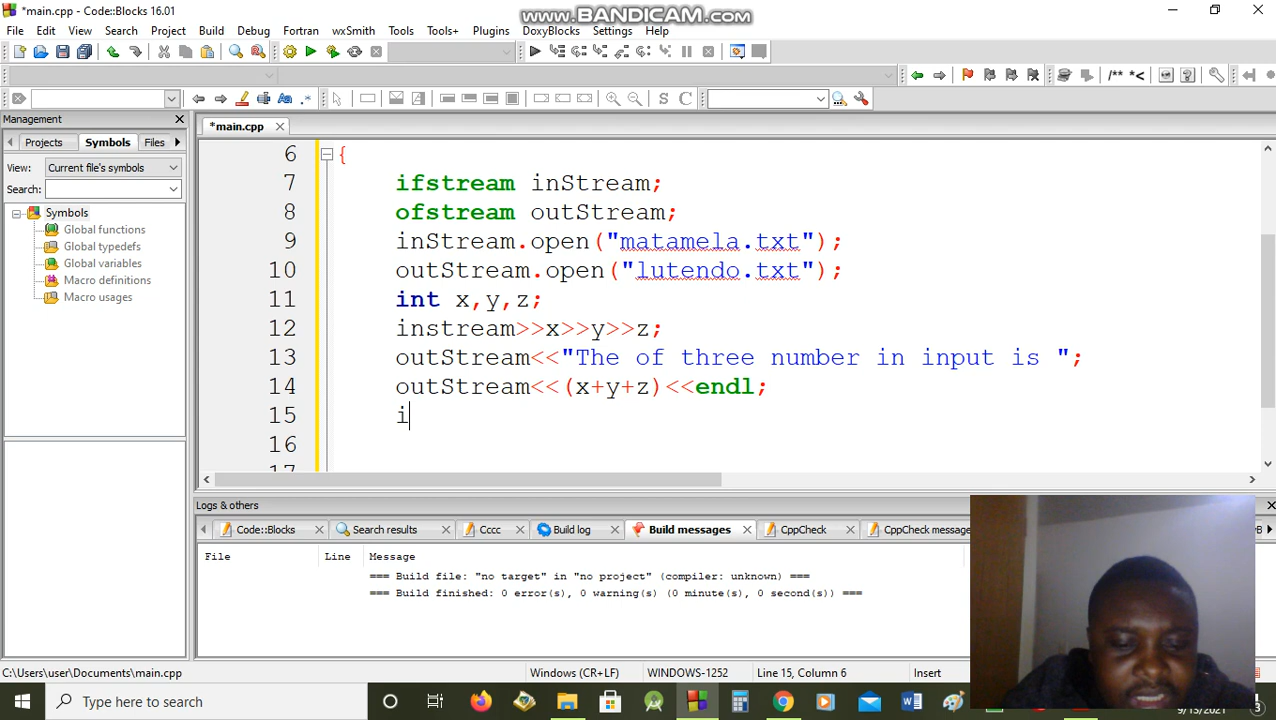 www.BANDICAM.com
*main.cpp - Code::Blocks 16.01
File Edit View Search Project Build Debug Fortran wxSmith Tools Tools+ Plugins DoxyBlocks Settings Help
/** *<
S C
Management
*main.cpp
Projects Symbols Files
View: Current file's symbols
Search:
Symbols
Global functions
Global typedefs
Global variables
Macro definitions
Macro usages
6 {
7 ifstream inStream;
8 ofstream outStream;
9 inStream.open("matamela.txt");
10 outStream.open("lutendo.txt");
11 int x,y,z;
12 instream>>x>>y>>z;
13 outStream<<"The of three number in input is ";
14 outStream<<(x+y+z)<<endl;
15 i
16
17
Logs & others
Code::Blocks Search results Cccc Build log Build messages CppCheck CppCheck message
File Line Message
=== Build file: "no target" in "no project" (compiler: unknown) ===
=== Build finished: 0 error(s), 0 warning(s) (0 minute(s), 0 second(s)) ===
C:\Users\user\Documents\main.cpp Windows (CR+LF) WINDOWS-1252 Line 15, Column 6 Insert
Type here to search
9/13/2021